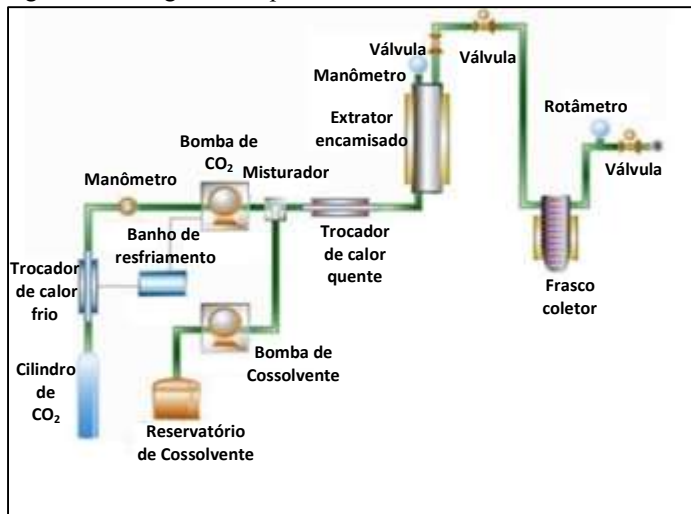 Válvula
Manômetro
Válvula
Extrator
encamisado
Rotâmetro
Válvula
Bomba de
CO₂
Misturador
Manômetro
Banho de
resfriamento
Trocador
de calor
quente
Trocador
de calor
frio
Frasco
coletor
Bomba de
Cossolvente
Cilindro
de
CO₂
Reservatório
de Cossolvente